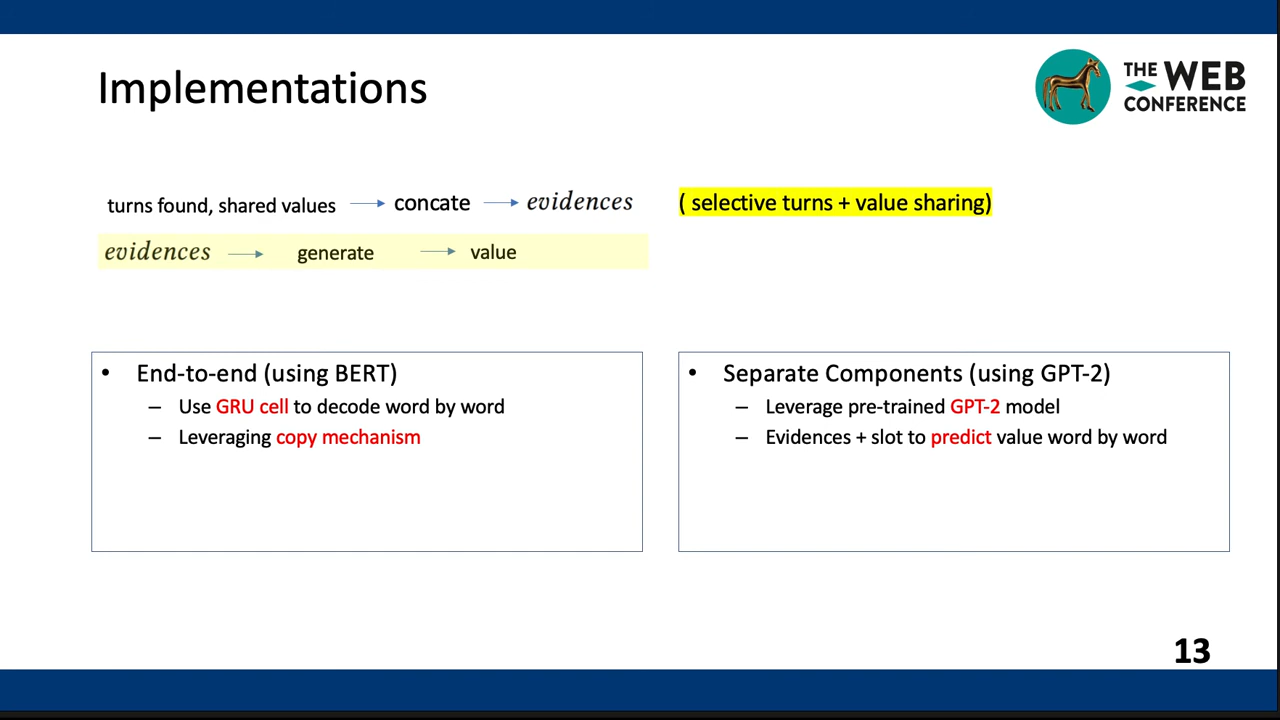 Implementations
THE WEB
CONFERENCE
turns found, shared values → concate → evidences ( selective turns + value sharing)
evidences → generate → value
• End-to-end (using BERT)
– Use GRU cell to decode word by word
– Leveraging copy mechanism
• Separate Components (using GPT-2)
– Leverage pre-trained GPT-2 model
– Evidences + slot to predict value word by word
13